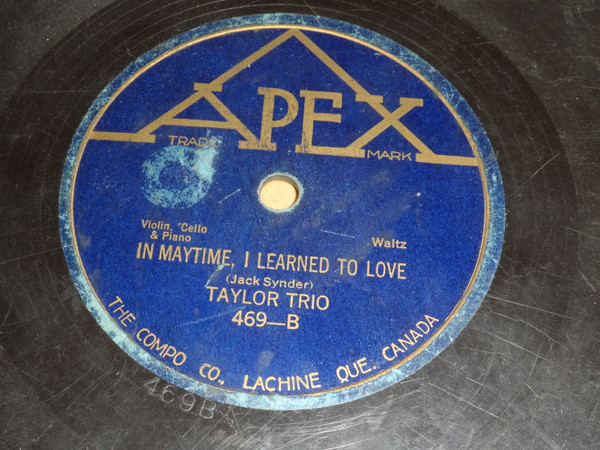 APEX
TRADE MARK
Violin, 'Cello
& Piano
Waltz
IN MAYTIME, I LEARNED TO LOVE
(Jack Synder)
TAYLOR TRIO
469—B
THE COMPO CO., LACHINE QUE. CANADA
469B